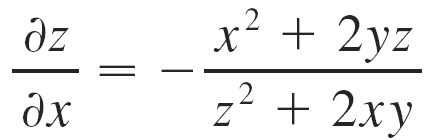 ∂z/∂x = − (x² + 2yz)/(z² + 2xy)